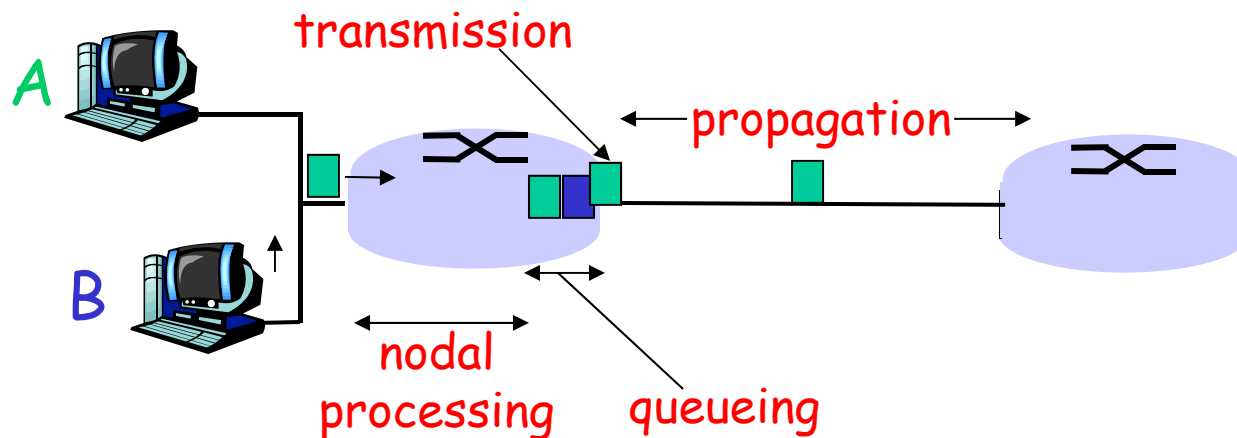 transmission
A
propagation
B
nodal
processing
queueing